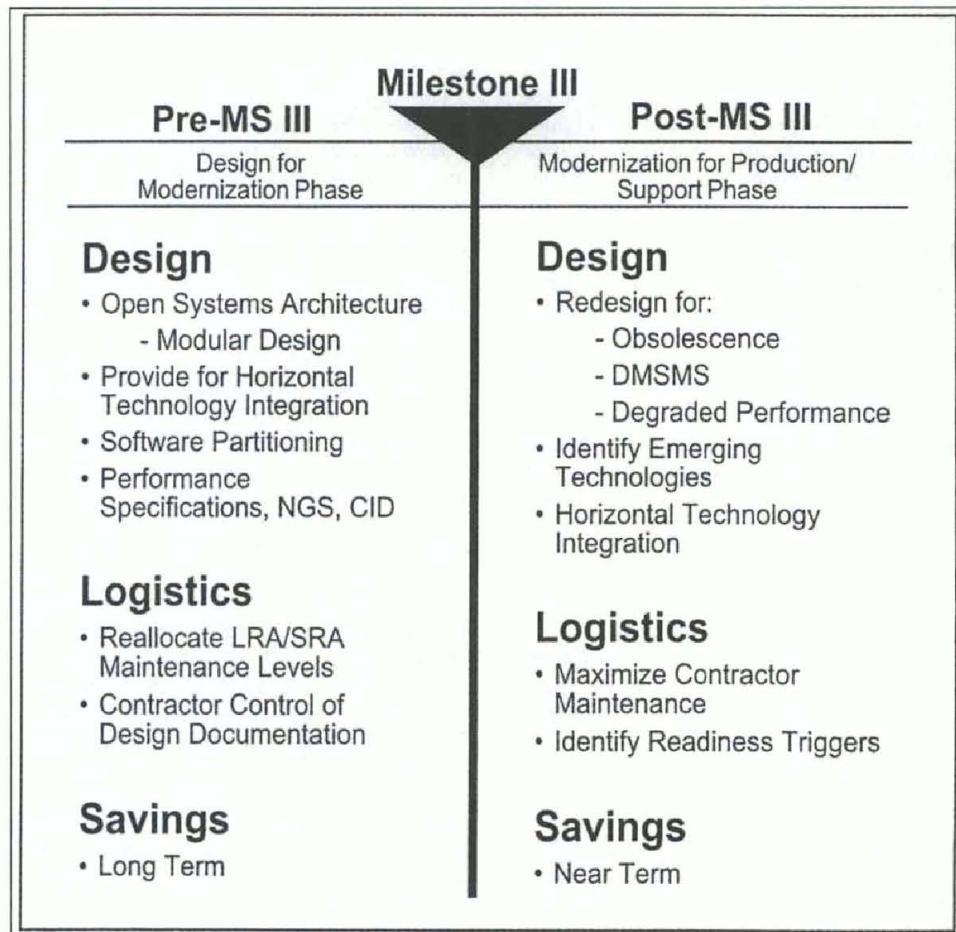 Milestone III
Pre-MS III
Design for
Modernization Phase
Design
• Open Systems Architecture
- Modular Design
• Provide for Horizontal
Technology Integration
• Software Partitioning
• Performance
Specifications, NGS, CID
Logistics
• Reallocate LRA/SRA
Maintenance Levels
• Contractor Control of
Design Documentation
Savings
• Long Term
Post-MS III
Modernization for Production/
Support Phase
Design
• Redesign for:
- Obsolescence
- DMSMS
- Degraded Performance
• Identify Emerging
Technologies
• Horizontal Technology
Integration
Logistics
• Maximize Contractor
Maintenance
• Identify Readiness Triggers
Savings
• Near Term